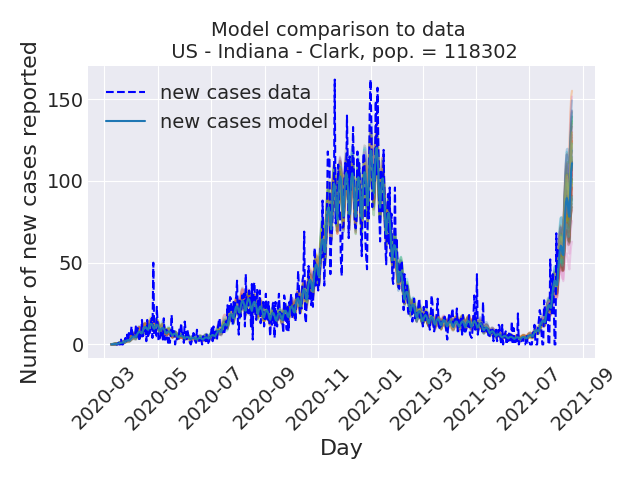 Model comparison to data
US - Indiana - Clark, pop. = 118302
Number of new cases reported
150
100
50
0
new cases data
new cases model
2020-03
2020-05
2020-07
2020-09
2020-11
2021-01
2021-03
2021-05
2021-07
2021-09
Day